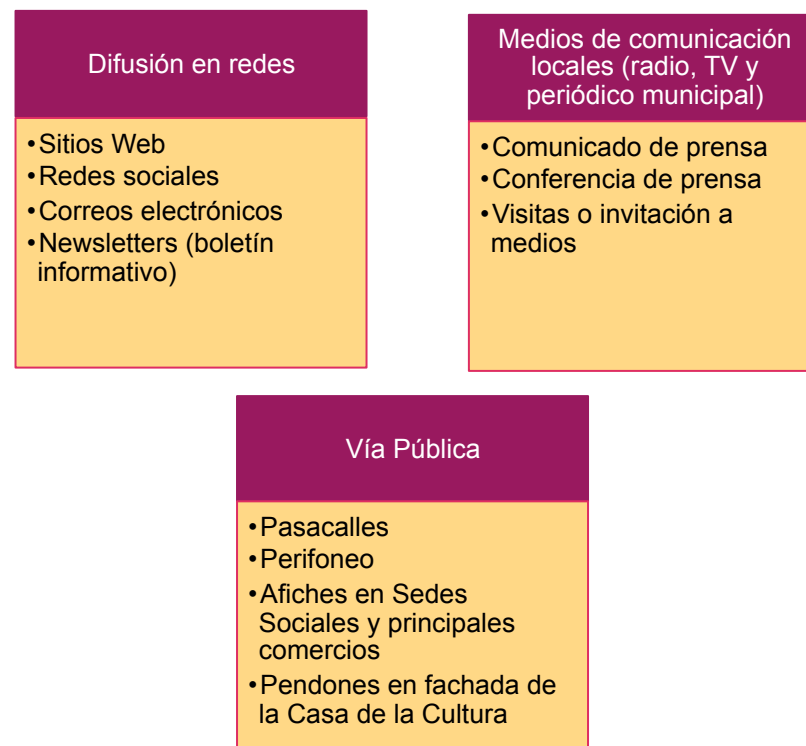 Difusión en redes
•Sitios Web
•Redes sociales
•Correos electrónicos
•Newsletters (boletín
informativo)
Medios de comunicación
locales (radio, TV y
periódico municipal)
•Comunicado de prensa
•Conferencia de prensa
•Visitas o invitación a
medios
Vía Pública
•Pasacalles
•Perifoneo
•Afiches en Sedes
Sociales y principales
comercios
•Pendones en fachada de
la Casa de la Cultura